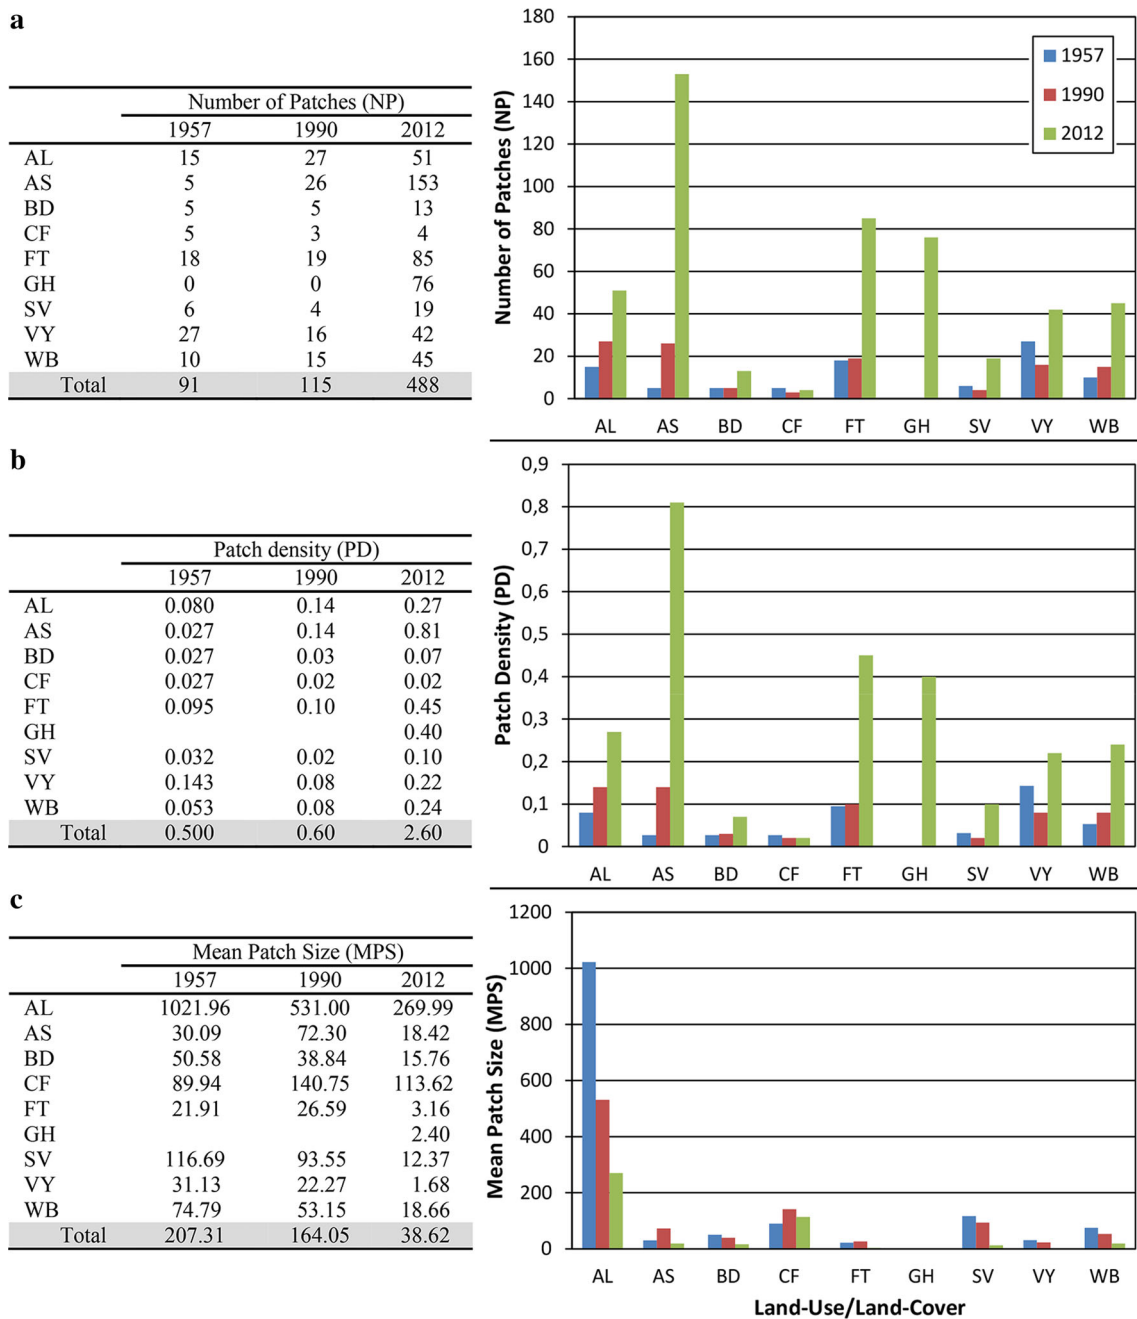 a
Number of Patches (NP)
1957 1990 2012
AL 15 27 51
AS 5 26 153
BD 5 5 13
CF 5 3 4
FT 18 19 85
GH 0 0 76
SV 6 4 19
VY 27 16 42
WB 10 15 45
Total 91 115 488
Number of Patches (NP)
180
160
140
120
100
80
60
40
20
0
1957
1990
2012
AL AS BD CF FT GH SV VY WB
b
Patch density (PD)
1957 1990 2012
AL 0.080 0.14 0.27
AS 0.027 0.14 0.81
BD 0.027 0.03 0.07
CF 0.027 0.02 0.02
FT 0.095 0.10 0.45
GH 0.40
SV 0.032 0.02 0.10
VY 0.143 0.08 0.22
WB 0.053 0.08 0.24
Total 0.500 0.60 2.60
Patch Density (PD)
0,9
0,8
0,7
0,6
0,5
0,4
0,3
0,2
0,1
0
AL AS BD CF FT GH SV VY WB
c
Mean Patch Size (MPS)
1957 1990 2012
AL 1021.96 531.00 269.99
AS 30.09 72.30 18.42
BD 50.58 38.84 15.76
CF 89.94 140.75 113.62
FT 21.91 26.59 3.16
GH 2.40
SV 116.69 93.55 12.37
VY 31.13 22.27 1.68
WB 74.79 53.15 18.66
Total 207.31 164.05 38.62
Mean Patch Size (MPS)
1200
1000
800
600
400
200
0
AL AS BD CF FT GH SV VY WB
Land-Use/Land-Cover